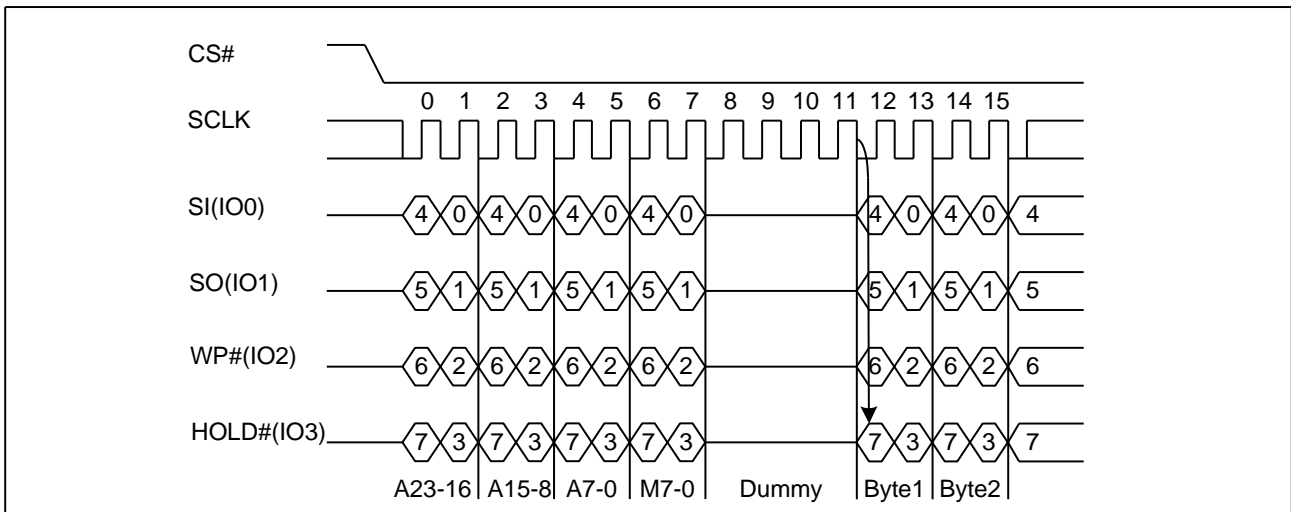 CS#
0 1 2 3 4 5 6 7 8 9 10 11 12 13 14 15
SCLK
SI(IO0) 4 0 4 0 4 0 4 0 4 0 4 0 4
SO(IO1) 5 1 5 1 5 1 5 1 5 1 5 1 5
WP#(IO2) 6 2 6 2 6 2 6 2 6 2 6 2 6
HOLD#(IO3) 7 3 7 3 7 3 7 3 7 3 7 3 7
A23-16 A15-8 A7-0 M7-0 Dummy Byte1 Byte2